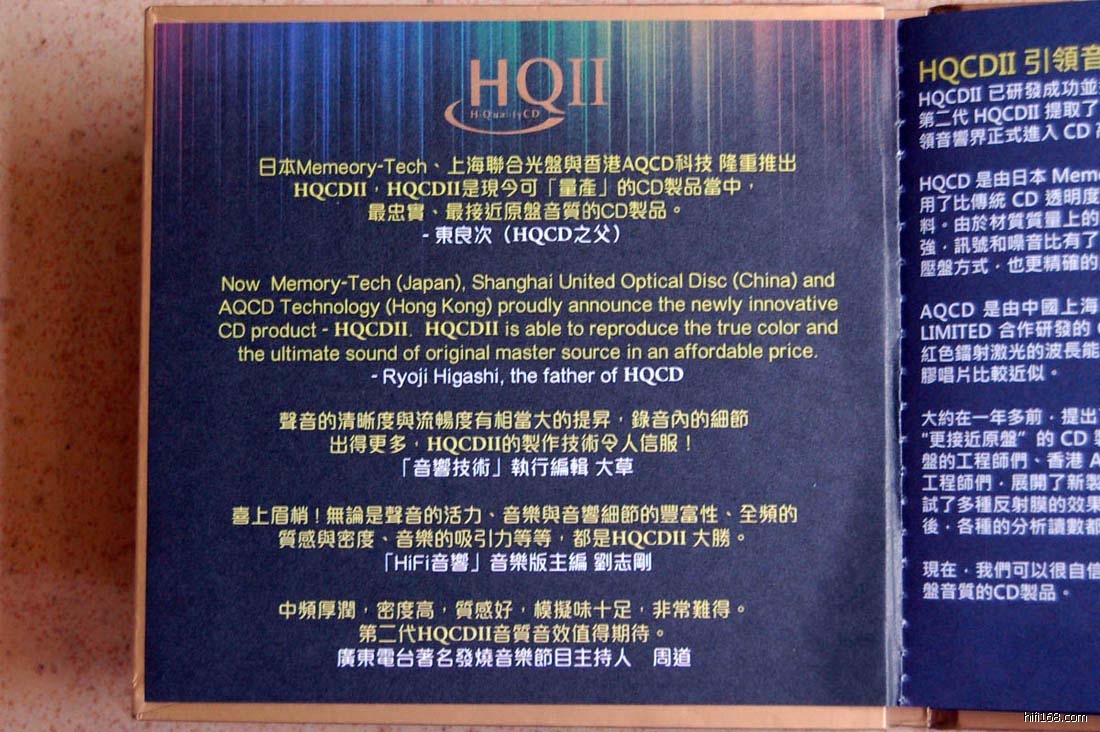 HQII
HiQualityCD
日本Memeory-Tech、上海聯合光盤與香港AQCD科技 隆重推出
HQCDII，HQCDII是現今可「量產」的CD製品當中，
最忠實、最接近原盤音質的CD製品。
- 東良次（HQCD之父）
Now Memory-Tech (Japan), Shanghai United Optical Disc (China) and
AQCD Technology (Hong Kong) proudly announce the newly innovative
CD product - HQCDII. HQCDII is able to reproduce the true color and
the ultimate sound of original master source in an affordable price.
- Ryoji Higashi, the father of HQCD
聲音的清晰度與流暢度有相當大的提昇，錄音內的細節
出得更多，HQCDII的製作技術令人信服！
「音響技術」執行編輯 大草
喜上眉梢！無論是聲音的活力、音樂與音響細節的豐富性、全頻的
質感與密度、音樂的吸引力等等，都是HQCDII 大勝。
「HiFi音響」音樂版主編 劉志剛
中頻厚潤，密度高，質感好，模擬味十足，非常難得。
第二代HQCDII音質音效值得期待。
廣東電台著名發燒音樂節目主持人 周道
HQCDII 引領音
HQCDII 已研發成功並
第二代 HQCDII 提取了
領音響界正式進入 CD
HQCD 是由日本 Mem
用了比傳統 CD 透明度
料。由於材質質量上的
強，訊號和噪音比有了
壓盤方式，也更精確的
AQCD 是由中國上海
LIMITED 合作研發的
紅色鐳射激光的波長能
膠唱片比較近似。
大約在一年多前，提出
“更接近原盤”的 CD 製
盤的工程師們、香港 A
工程師們，展開了新製
試了多種反射膜的效果
後，各種的分析讀數都
現在，我們可以很自信
盤音質的CD製品。
hifi168.com